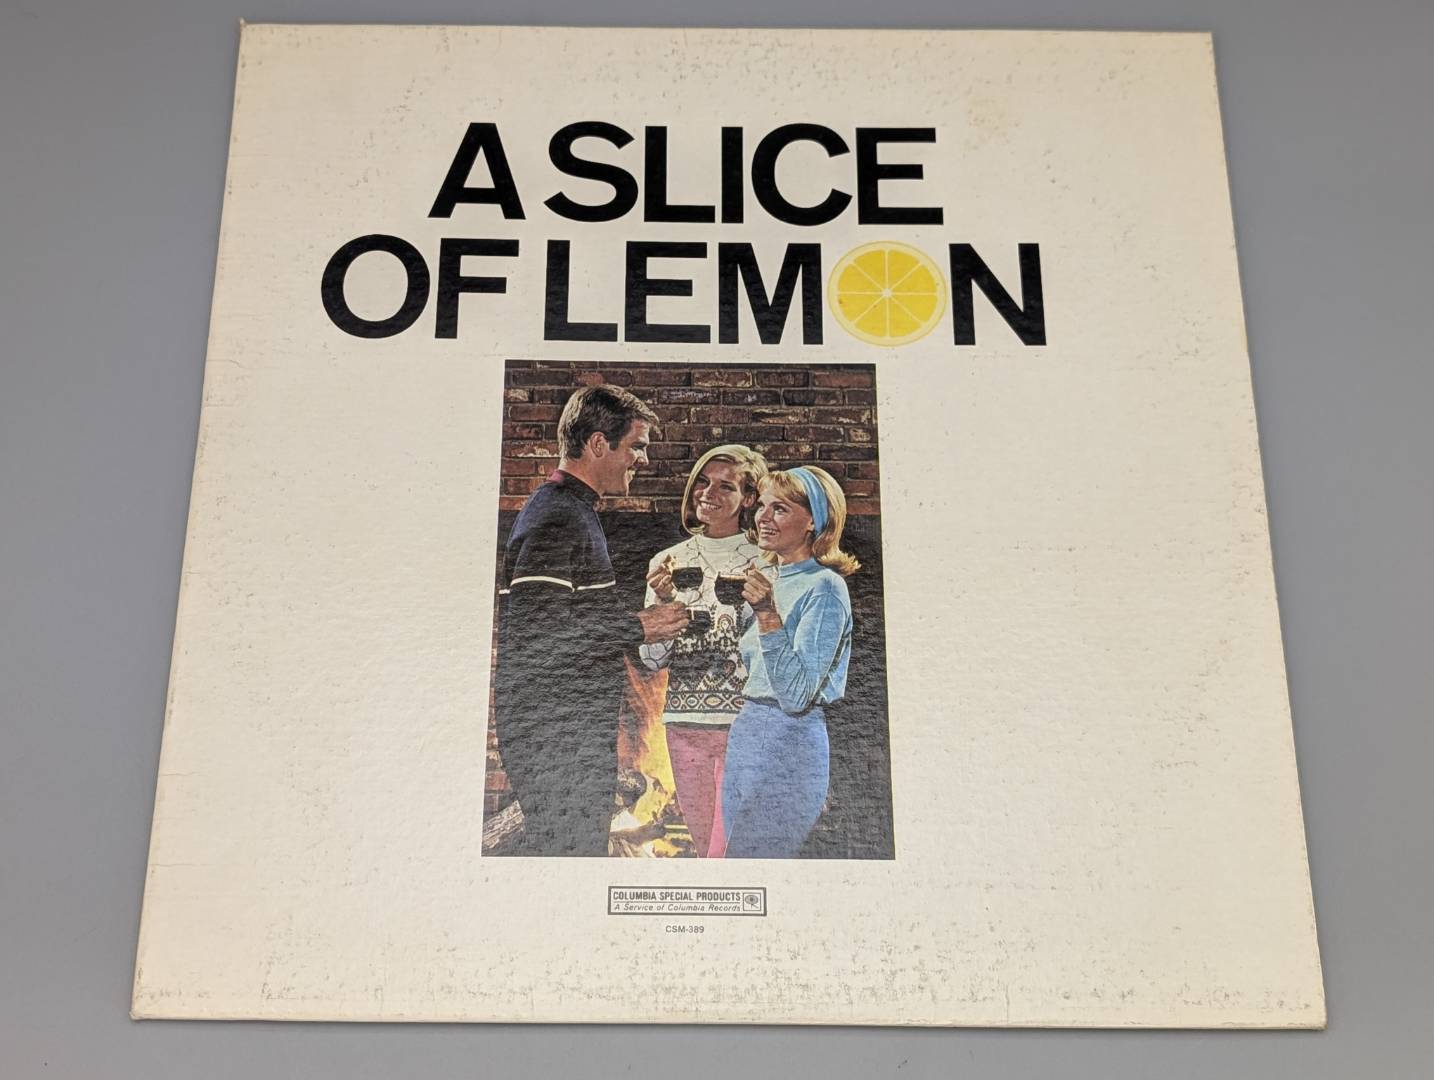 A SLICE
OF LEMON
COLUMBIA SPECIAL PRODUCTS
A Service of Columbia Records
CSM-389